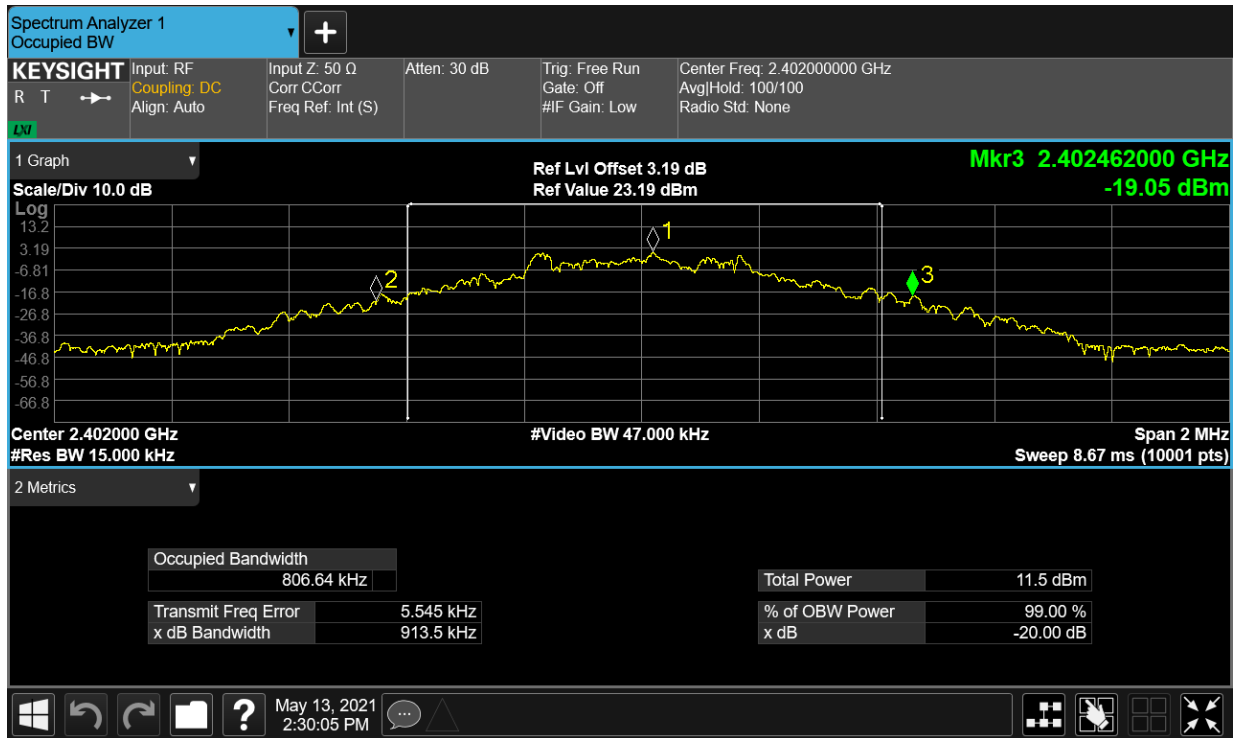 Spectrum Analyzer 1
Occupied BW
KEYSIGHT
R T
LXI
Input: RF
Coupling: DC
Align: Auto
Input Z: 50 Ω
Corr CCorr
Freq Ref: Int (S)
Atten: 30 dB
Trig: Free Run
Gate: Off
#IF Gain: Low
Center Freq: 2.402000000 GHz
Avg|Hold: 100/100
Radio Std: None
1 Graph
Scale/Div 10.0 dB
Ref Lvl Offset 3.19 dB
Ref Value 23.19 dBm
Mkr3 2.402462000 GHz
-19.05 dBm
Log
13.2
3.19
-6.81
-16.8
-26.8
-36.8
-46.8
-56.8
-66.8
1
2
3
Center 2.402000 GHz
#Video BW 47.000 kHz
Span 2 MHz
#Res BW 15.000 kHz
Sweep 8.67 ms (10001 pts)
2 Metrics
Occupied Bandwidth
806.64 kHz
Total Power 11.5 dBm
Transmit Freq Error 5.545 kHz
% of OBW Power 99.00 %
x dB Bandwidth 913.5 kHz
x dB -20.00 dB
?
May 13, 2021
2:30:05 PM